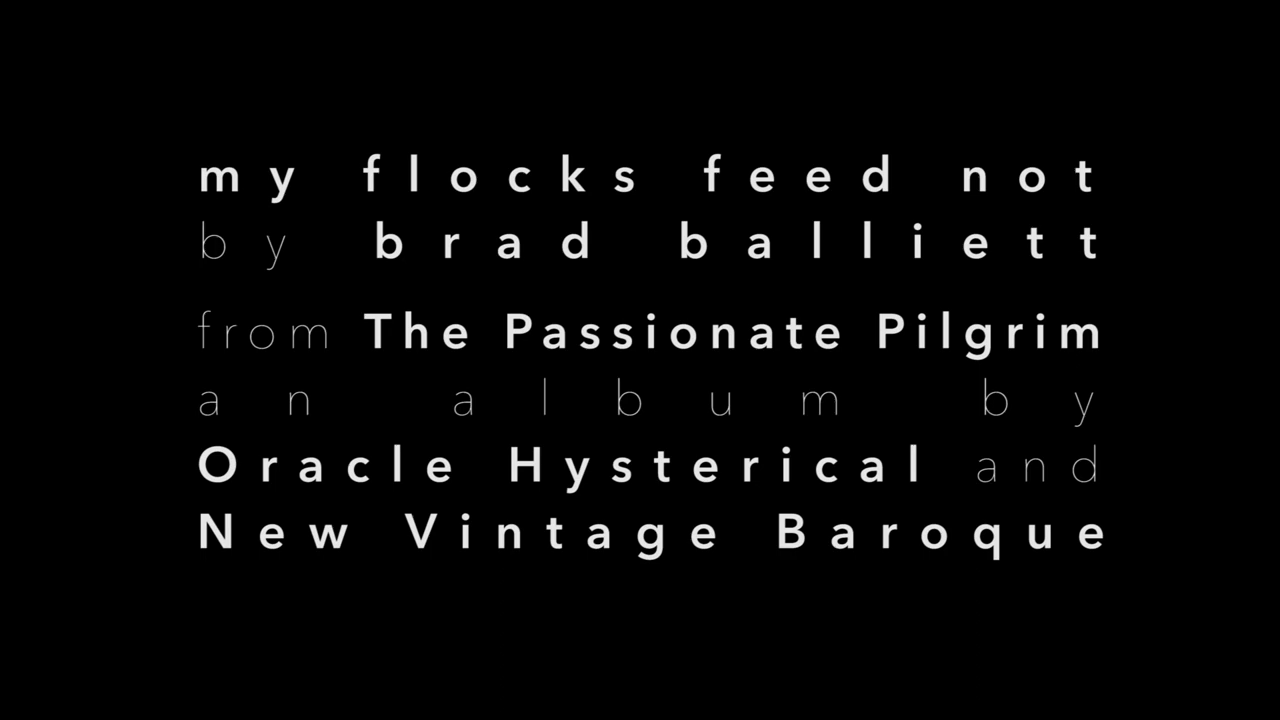 my flocks feed not
by brad balliett
from The Passionate Pilgrim
an album by
Oracle Hysterical and
New Vintage Baroque